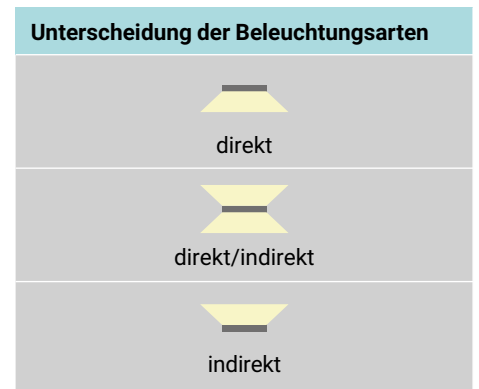 Unterscheidung der Beleuchtungsarten
direkt
direkt/indirekt
indirekt